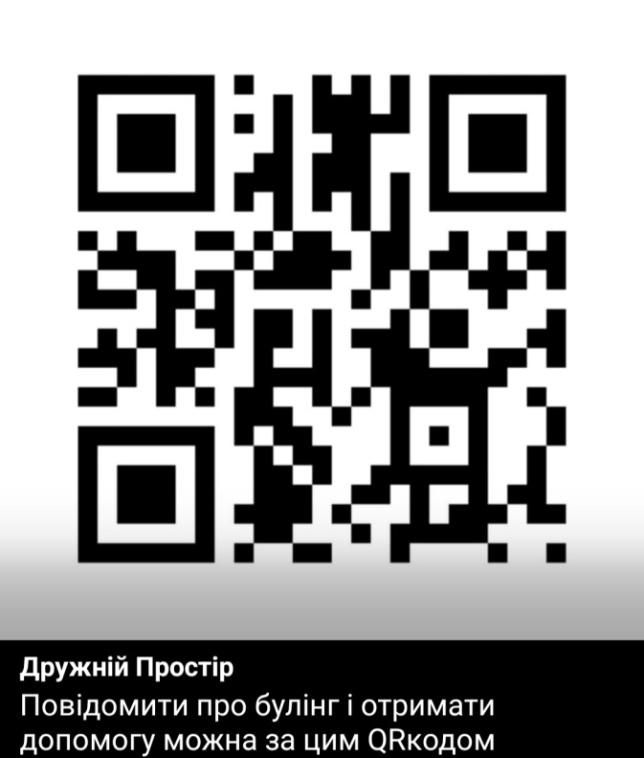 Дружній Простір
Повідомити про булінг і отримати
допомогу можна за цим QRкодом